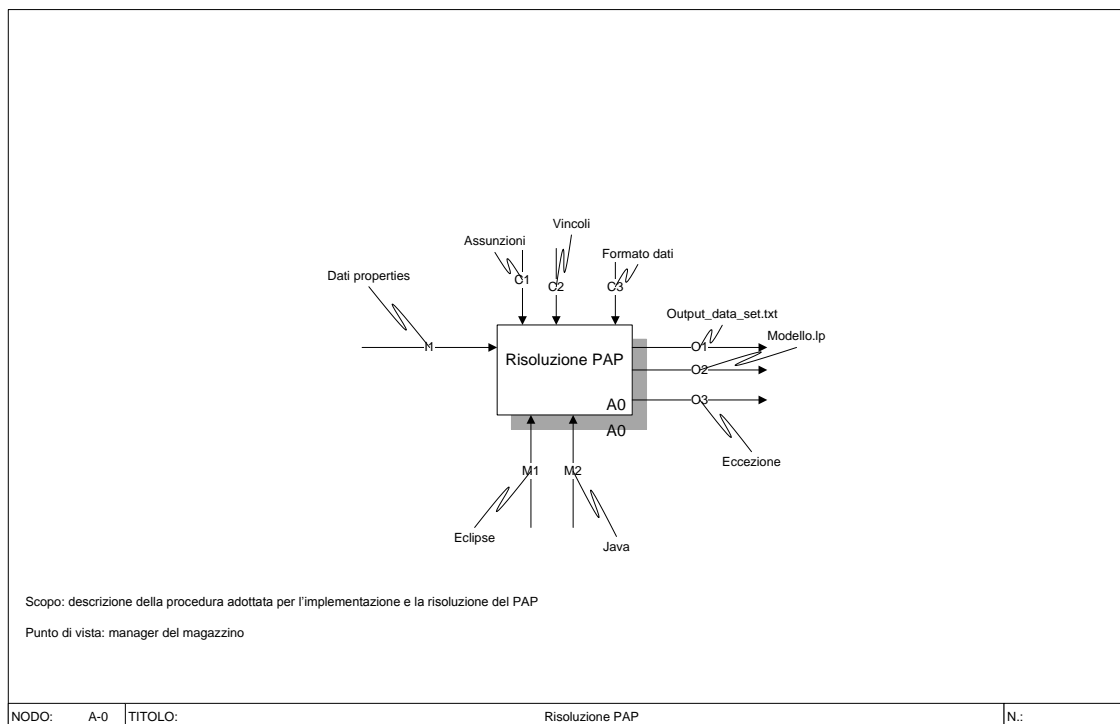 Vincoli
Assunzioni
Formato dati
Dati properties
C1
C2
C3
Output_data_set.txt
I1
O1
Modello.lp
Risoluzione PAP
O2
A0
O3
A0
Eccezione
M1
M2
Eclipse
Java
Scopo: descrizione della procedura adottata per l’implementazione e la risoluzione del PAP
Punto di vista: manager del magazzino
NODO: A-0 TITOLO: Risoluzione PAP N.: